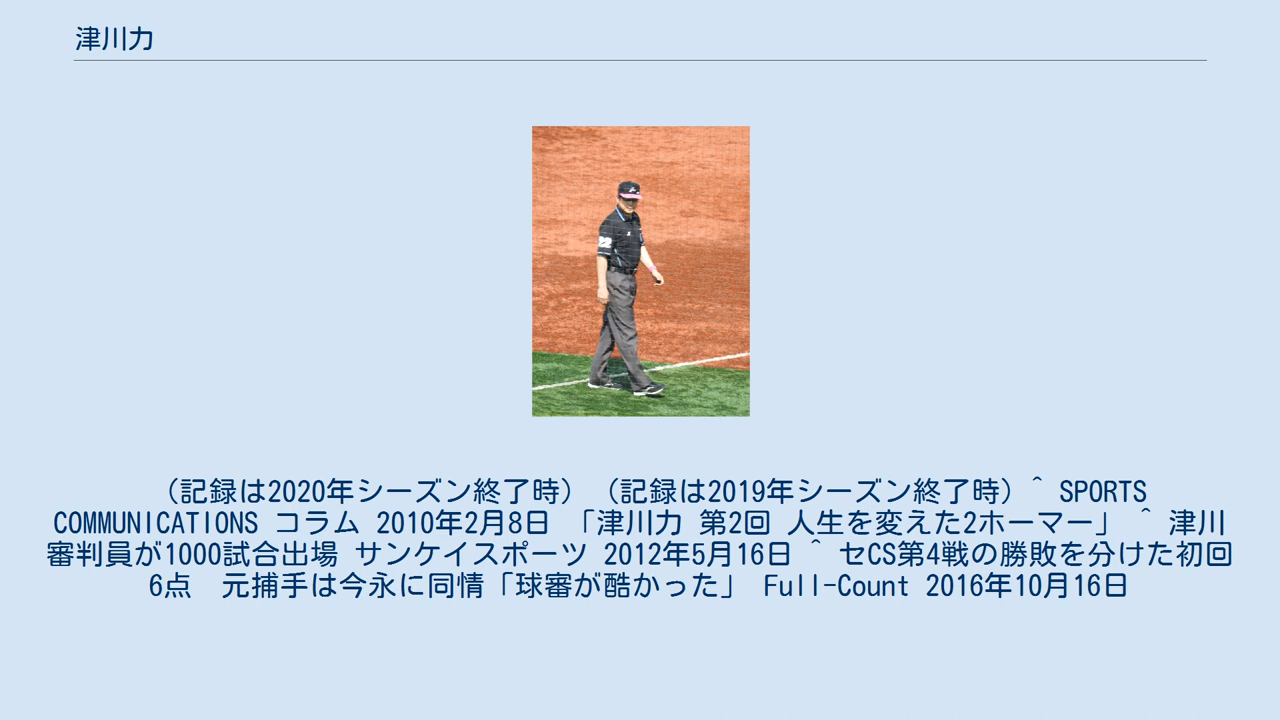 津川力
22
（記録は2020年シーズン終了時）（記録は2019年シーズン終了時）^ SPORTS
COMMUNICATIONS コラム 2010年2月8日 「津川力 第2回 人生を変えた2ホーマー」 ^ 津川
審判員が1000試合出場 サンケイスポーツ 2012年5月16日 ^ セCS第4戦の勝敗を分けた初回
6点　元捕手は今永に同情「球審が酷かった」 Full-Count 2016年10月16日